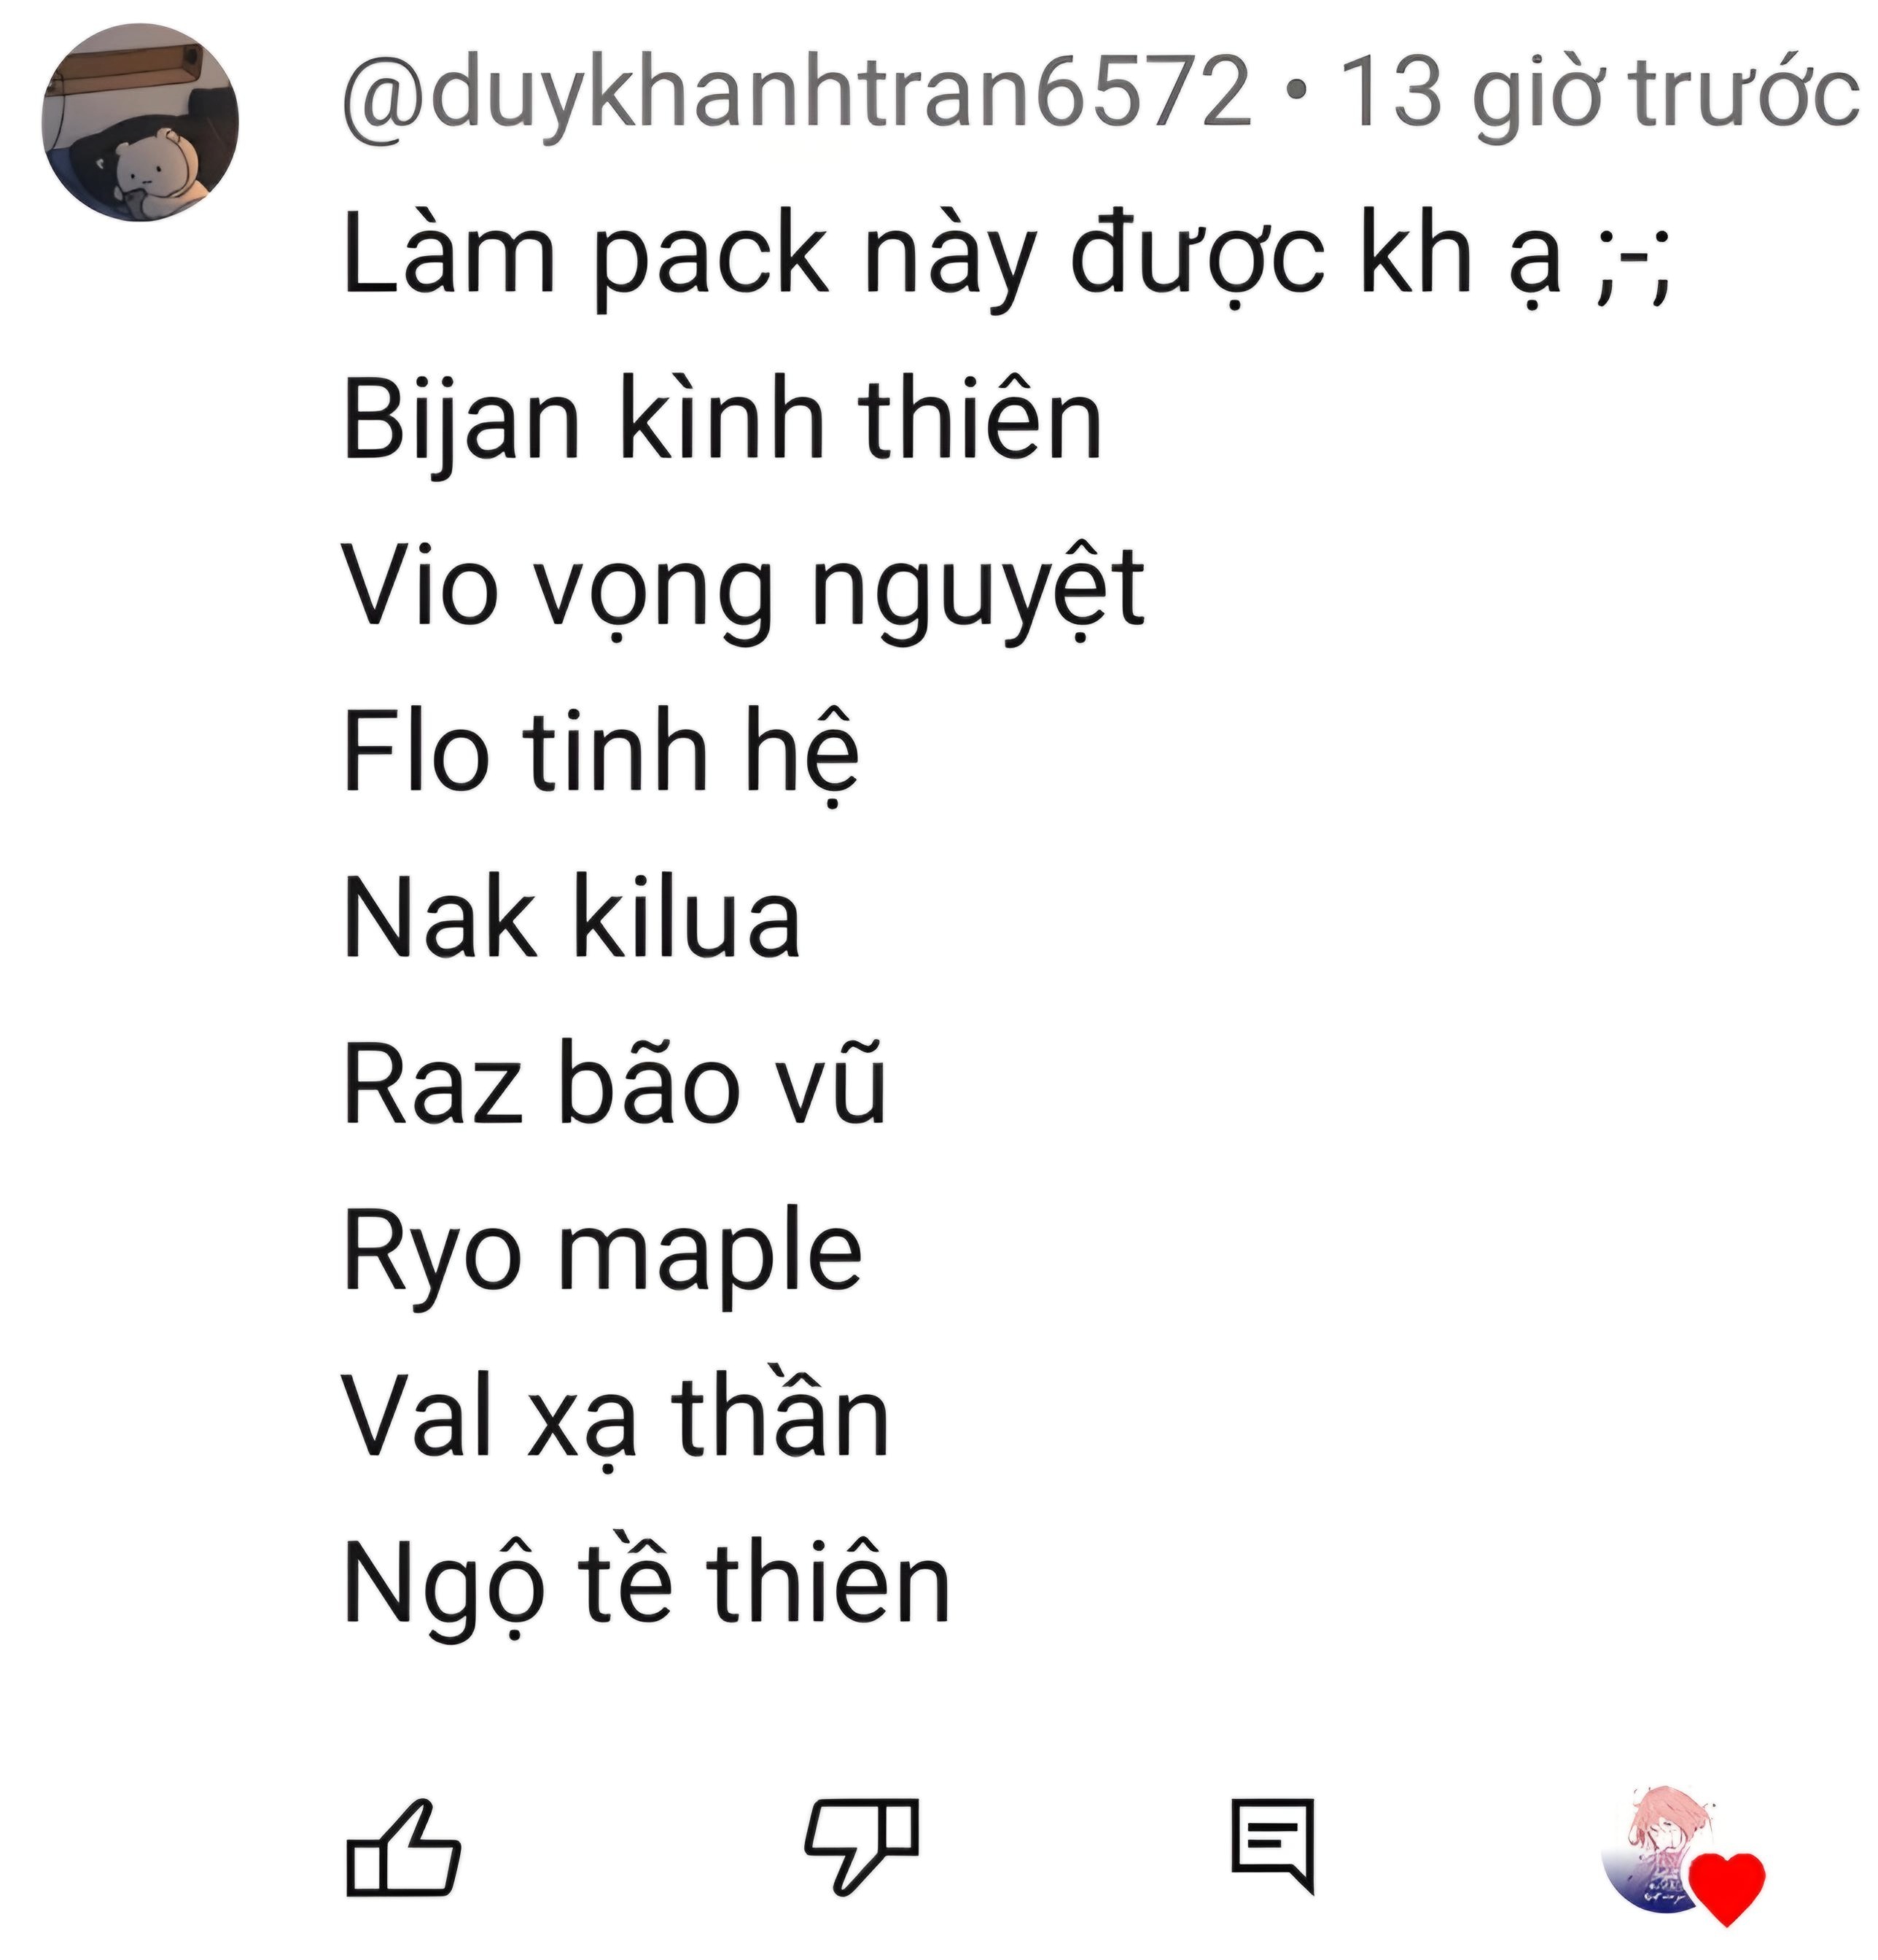 @duykhanhtran6572 • 13 giờ trước
Làm pack này được kh ạ ;-;
Bijan kình thiên
Vio vọng nguyệt
Flo tinh hệ
Nak kilua
Raz bão vũ
Ryo maple
Val xạ thần
Ngộ tề thiên